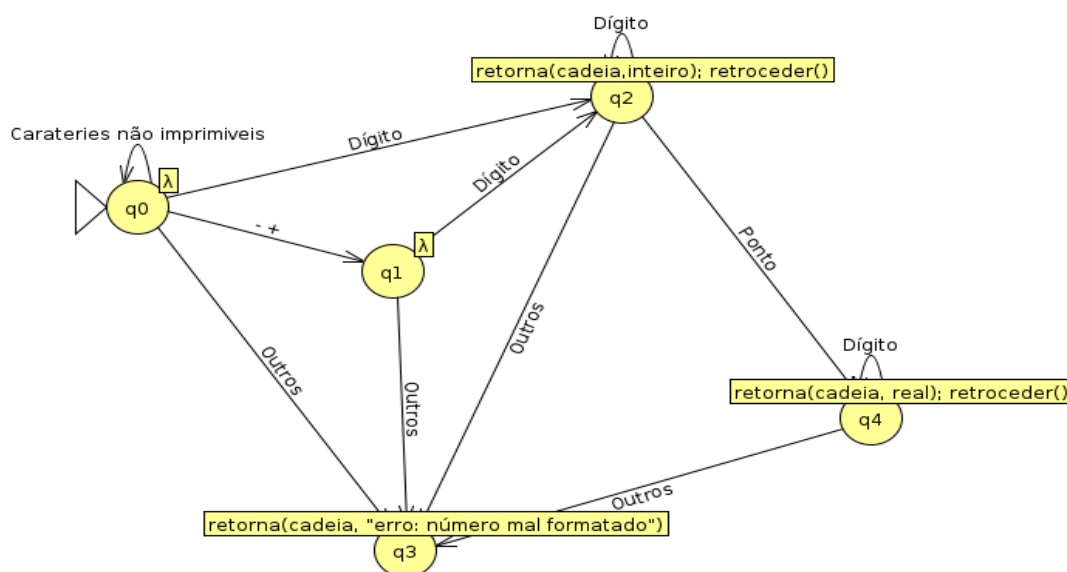 Dígito
retorna(cadeia,inteiro); retroceder()
q2
Carateries não imprimiveis
Dígito
λ
q0
Dígito
- +
λ
q1
Ponto
Outros
Dígito
Outros
Outros
retorna(cadeia, real); retroceder()
q4
Outros
retorna(cadeia, "erro: número mal formatado")
q3